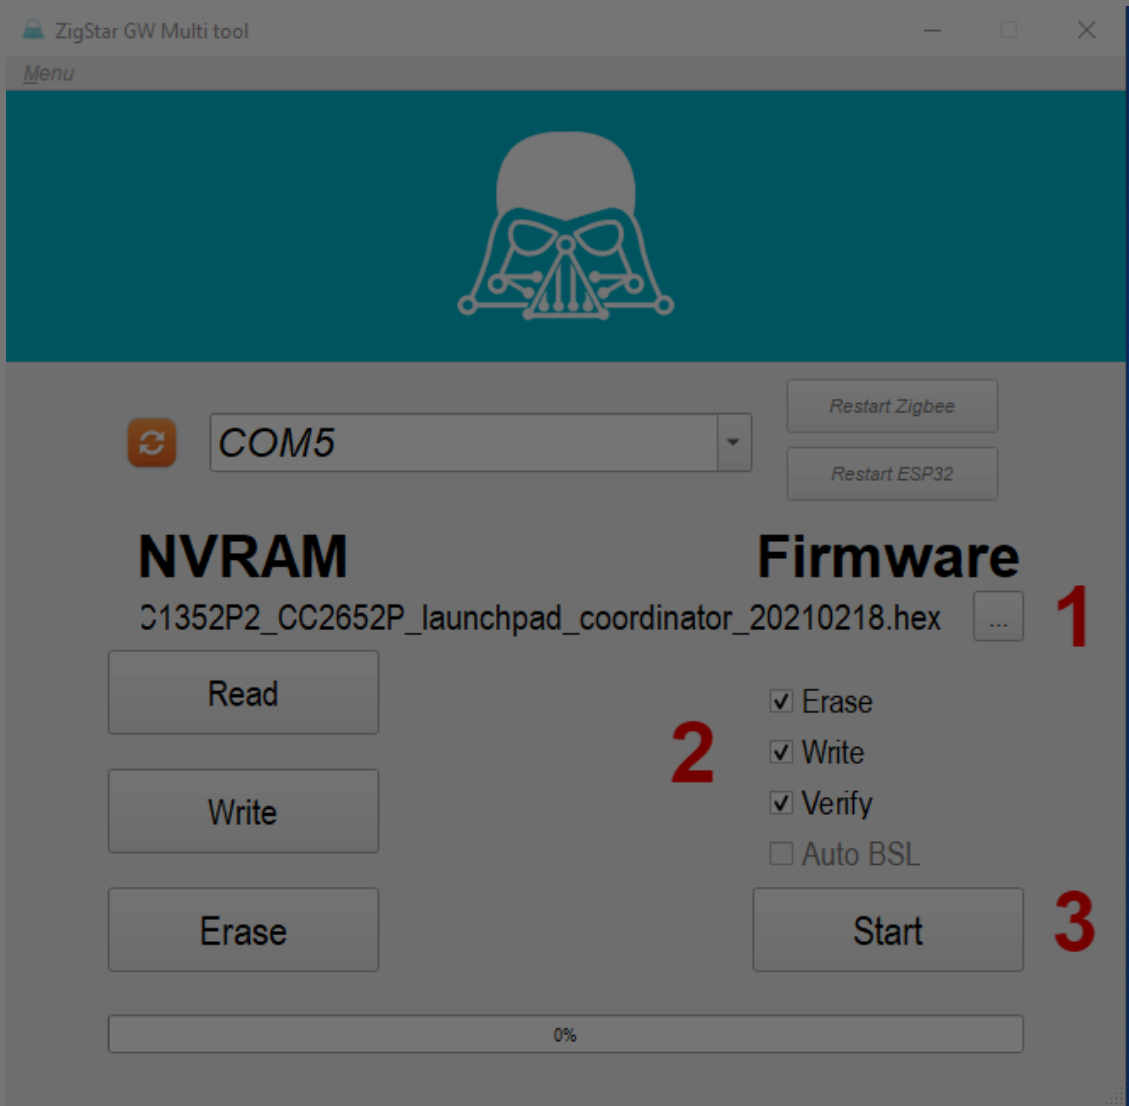 ZigStar GW Multi tool
Menu
Restart Zigbee
COM5
Restart ESP32
NVRAM
Firmware
C1352P2_CC2652P_launchpad_coordinator_20210218.hex
...
1
Read
Erase
2
Write
Write
Verify
Auto BSL
Erase
Start
3
0%